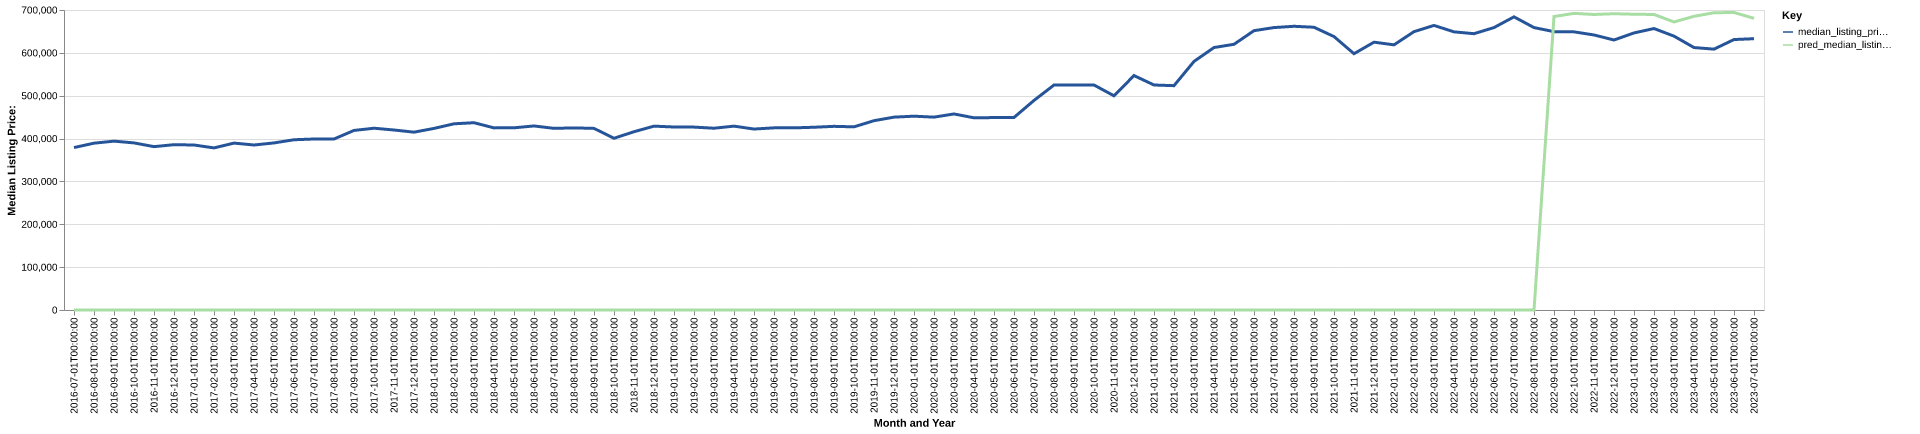 700,000
600,000
500,000
400,000
300,000
200,000
100,000
0
Median Listing Price:
2016-07-01T00:00:00
2016-08-01T00:00:00
2016-09-01T00:00:00
2016-10-01T00:00:00
2016-11-01T00:00:00
2016-12-01T00:00:00
2017-01-01T00:00:00
2017-02-01T00:00:00
2017-03-01T00:00:00
2017-04-01T00:00:00
2017-05-01T00:00:00
2017-06-01T00:00:00
2017-07-01T00:00:00
2017-08-01T00:00:00
2017-09-01T00:00:00
2017-10-01T00:00:00
2017-11-01T00:00:00
2017-12-01T00:00:00
2018-01-01T00:00:00
2018-02-01T00:00:00
2018-03-01T00:00:00
2018-04-01T00:00:00
2018-05-01T00:00:00
2018-06-01T00:00:00
2018-07-01T00:00:00
2018-08-01T00:00:00
2018-09-01T00:00:00
2018-10-01T00:00:00
2018-11-01T00:00:00
2018-12-01T00:00:00
2019-01-01T00:00:00
2019-02-01T00:00:00
2019-03-01T00:00:00
2019-04-01T00:00:00
2019-05-01T00:00:00
2019-06-01T00:00:00
2019-07-01T00:00:00
2019-08-01T00:00:00
2019-09-01T00:00:00
2019-10-01T00:00:00
2019-11-01T00:00:00
2019-12-01T00:00:00
2020-01-01T00:00:00
2020-02-01T00:00:00
2020-03-01T00:00:00
2020-04-01T00:00:00
2020-05-01T00:00:00
2020-06-01T00:00:00
2020-07-01T00:00:00
2020-08-01T00:00:00
2020-09-01T00:00:00
2020-10-01T00:00:00
2020-11-01T00:00:00
2020-12-01T00:00:00
2021-01-01T00:00:00
2021-02-01T00:00:00
2021-03-01T00:00:00
2021-04-01T00:00:00
2021-05-01T00:00:00
2021-06-01T00:00:00
2021-07-01T00:00:00
2021-08-01T00:00:00
2021-09-01T00:00:00
2021-10-01T00:00:00
2021-11-01T00:00:00
2021-12-01T00:00:00
2022-01-01T00:00:00
2022-02-01T00:00:00
2022-03-01T00:00:00
2022-04-01T00:00:00
2022-05-01T00:00:00
2022-06-01T00:00:00
2022-07-01T00:00:00
2022-08-01T00:00:00
2022-09-01T00:00:00
2022-10-01T00:00:00
2022-11-01T00:00:00
2022-12-01T00:00:00
2023-01-01T00:00:00
2023-02-01T00:00:00
2023-03-01T00:00:00
2023-04-01T00:00:00
2023-05-01T00:00:00
2023-06-01T00:00:00
2023-07-01T00:00:00
Month and Year
Key
median_listing_pri…
pred_median_listin…